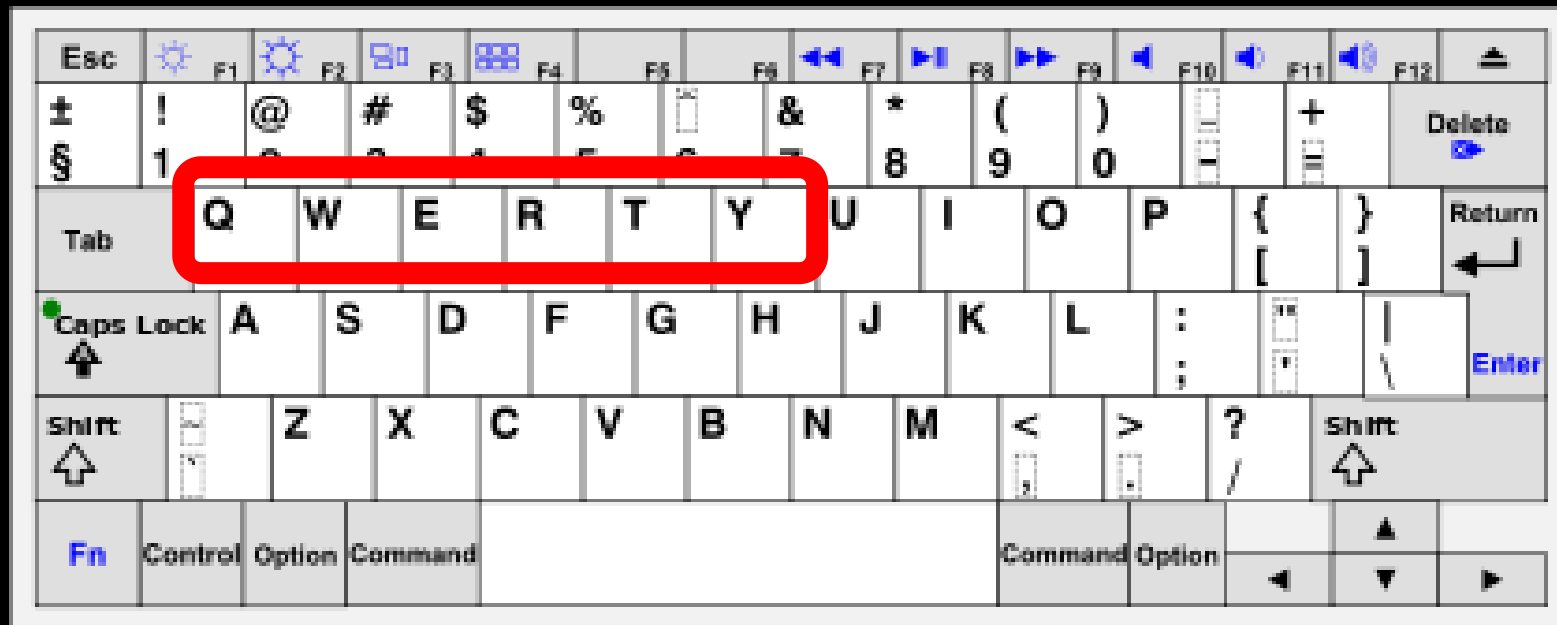 Esc F1 F2 F3 F4 F5 F6 F7 F8 F9 F10 F11 F12
± ! @ # $ % ^ & * ( ) _ + Delete
§ 1 8 9 0 - =
Tab Q W E R T Y U I O P { } Return
[ ]
Caps Lock A S D F G H J K L : " |
; ' \ Enter
Shift ~ Z X C V B N M < > ? Shift
` , . /
Fn Control Option Command Command Option